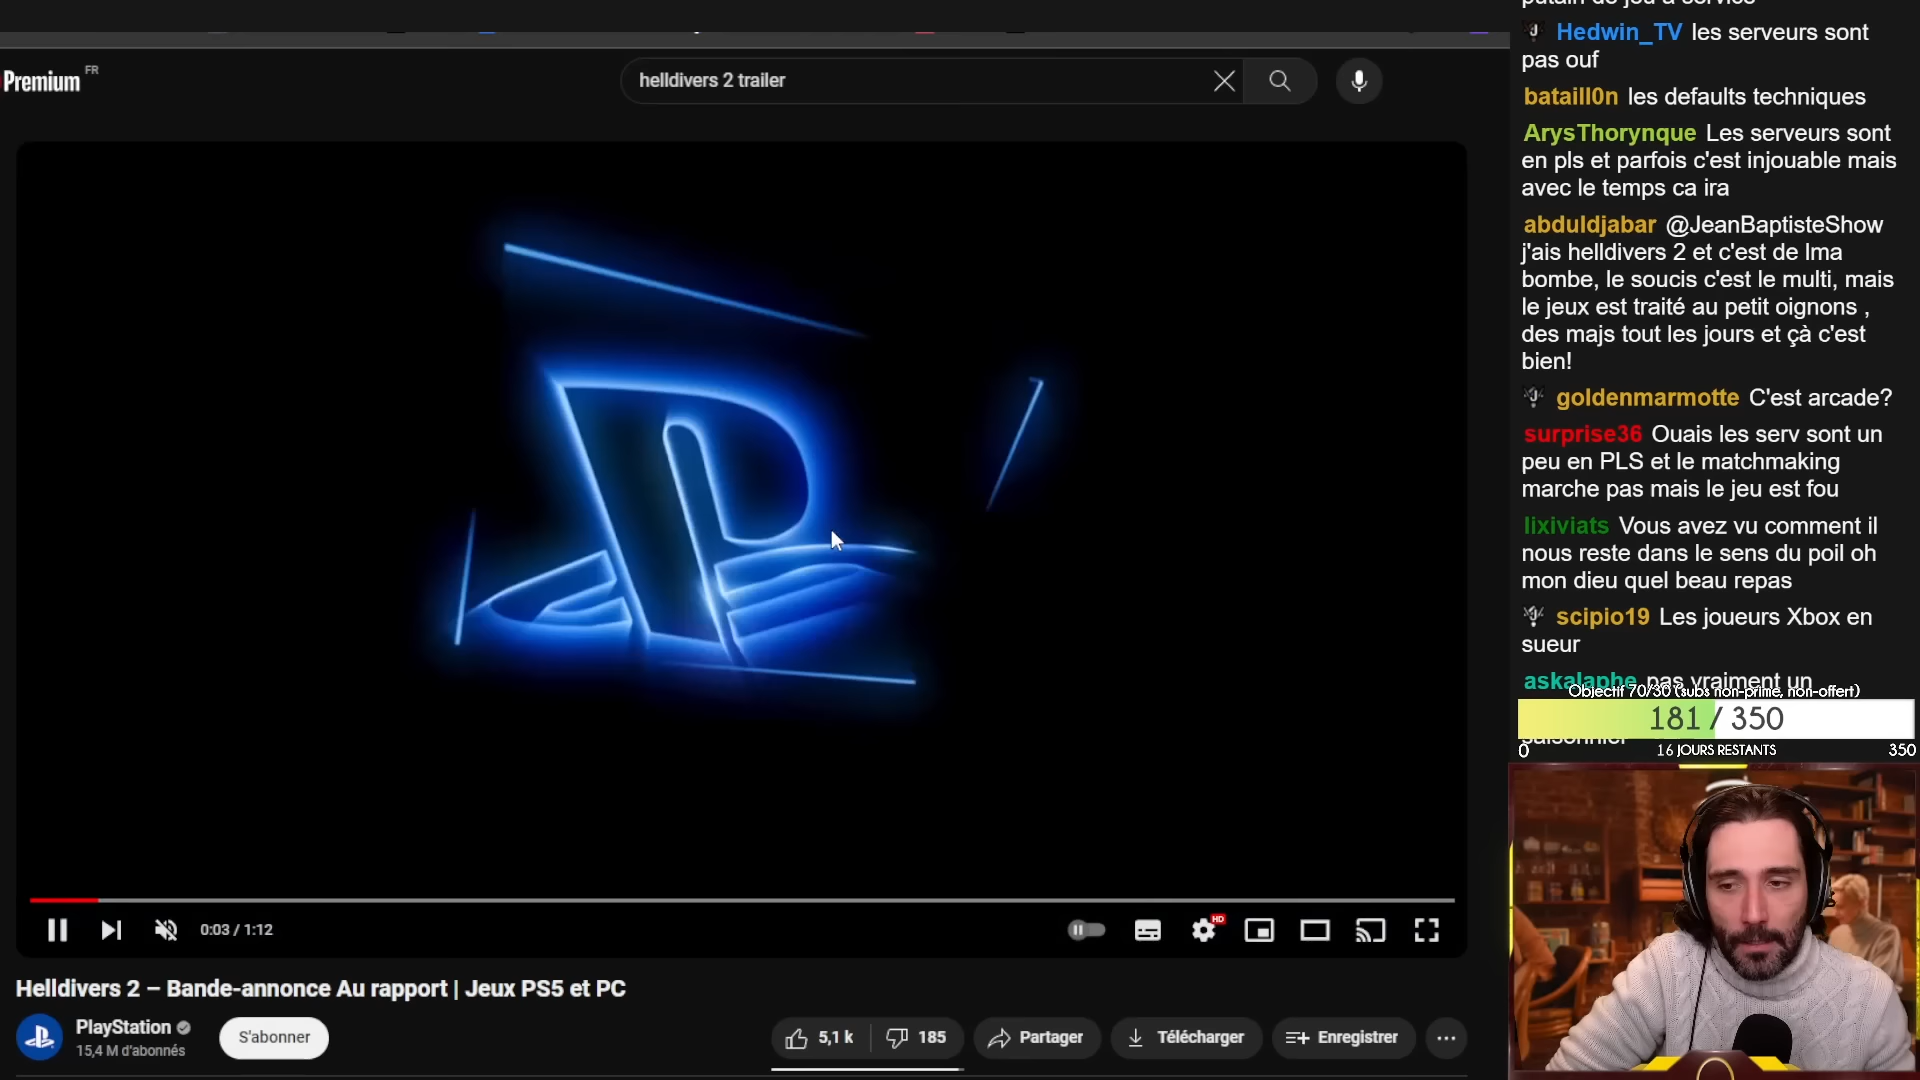 Premium FR
helldivers 2 trailer
HD
0:03 / 1:12
Helldivers 2 – Bande-annonce Au rapport | Jeux PS5 et PC
PlayStation
15,4 M d'abonnés
S'abonner
5,1 k
185
Partager
Télécharger
Enregistrer
Hedwin_TV les serveurs sont
pas ouf
bataill0n les defaults techniques
ArysThorynque Les serveurs sont
en pls et parfois c'est injouable mais
avec le temps ca ira
abduldjabar @JeanBaptisteShow
j'ais helldivers 2 et c'est de lma
bombe, le soucis c'est le multi, mais
le jeux est traité au petit oignons ,
des majs tout les jours et çà c'est
bien!
goldenmarmotte C'est arcade?
surprise36 Ouais les serv sont un
peu en PLS et le matchmaking
marche pas mais le jeu est fou
lixiviats Vous avez vu comment il
nous reste dans le sens du poil oh
mon dieu quel beau repas
scipio19 Les joueurs Xbox en
sueur
askalaphe pas vraiment un
Objectif 70/30 (subs non-prime, non-offert)
181 / 350
0
16 JOURS RESTANTS
350